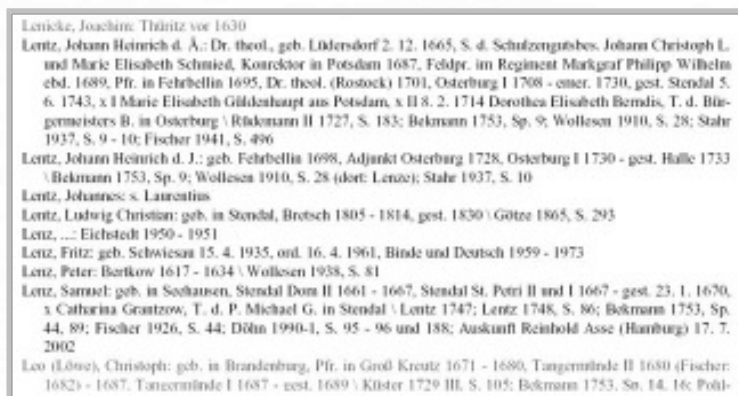 Lenicke, Joachim: Thüritz vor 1630
Lentz, Johann Heinrich d. Ä.: Dr. theol., geb. Lüdersdorf 2. 12. 1665, S. d. Schulzengutsbes. Johann Christoph L.
und Marie Elisabeth Schmied, Konrektor in Potsdam 1687, Feldpr. im Regiment Markgraf Philipp Wilhelm
ebd. 1689, Pfr. in Fehrbellin 1695, Dr. theol. (Rostock) 1701, Osterburg I 1708 - emer. 1730, gest. Stendal 5.
6. 1743, x I Marie Elisabeth Güldenhaupt aus Potsdam, x II 8. 2. 1714 Dorothea Elisabeth Berndis, T. d. Bür-
germeisters B. in Osterburg \ Rüdemann II 1727, S. 183; Bekmann 1753, Sp. 9; Wollesen 1910, S. 28; Stahr
1937, S. 9 - 10; Fischer 1941, S. 496
Lentz, Johann Heinrich d. J.: geb. Fehrbellin 1698, Adjunkt Osterburg 1728, Osterburg I 1730 - gest. Halle 1733
\ Bekmann 1753, Sp. 9; Wollesen 1910, S. 28 (dort: Lenze); Stahr 1937, S. 10
Lentz, Johannes: s. Laurentius
Lentz, Ludwig Christian: geb. in Stendal, Bretsch 1805 - 1814, gest. 1830 \ Götze 1865, S. 293
Lenz, ...: Eichstedt 1950 - 1951
Lenz, Fritz: geb. Schwiesau 15. 4. 1935, ord. 16. 4. 1961, Binde und Deutsch 1959 - 1973
Lenz, Peter: Bertkow 1617 - 1634 \ Wollesen 1938, S. 81
Lenz, Samuel: geb. in Seehausen, Stendal Dom II 1661 - 1667, Stendal St. Petri II und I 1667 - gest. 23. 1. 1670,
x Catharina Grantzow, T. d. P. Michael G. in Stendal \ Lentz 1747; Lentz 1748, S. 86; Bekmann 1753, Sp.
44, 89; Fischer 1926, S. 44; Döhn 1990-1, S. 95 - 96 und 188; Auskunft Reinhold Asse (Hamburg) 17. 7.
2002
Leo (Löwe), Christoph: geb. in Brandenburg, Pfr. in Groß Kreutz 1671 - 1680, Tangermünde II 1680 (Fischer:
1682) - 1687, Tangermünde I 1687 - gest. 1689 \ Küster 1729 III, S. 105; Bekmann 1753, Sp. 14, 16; Pohl-